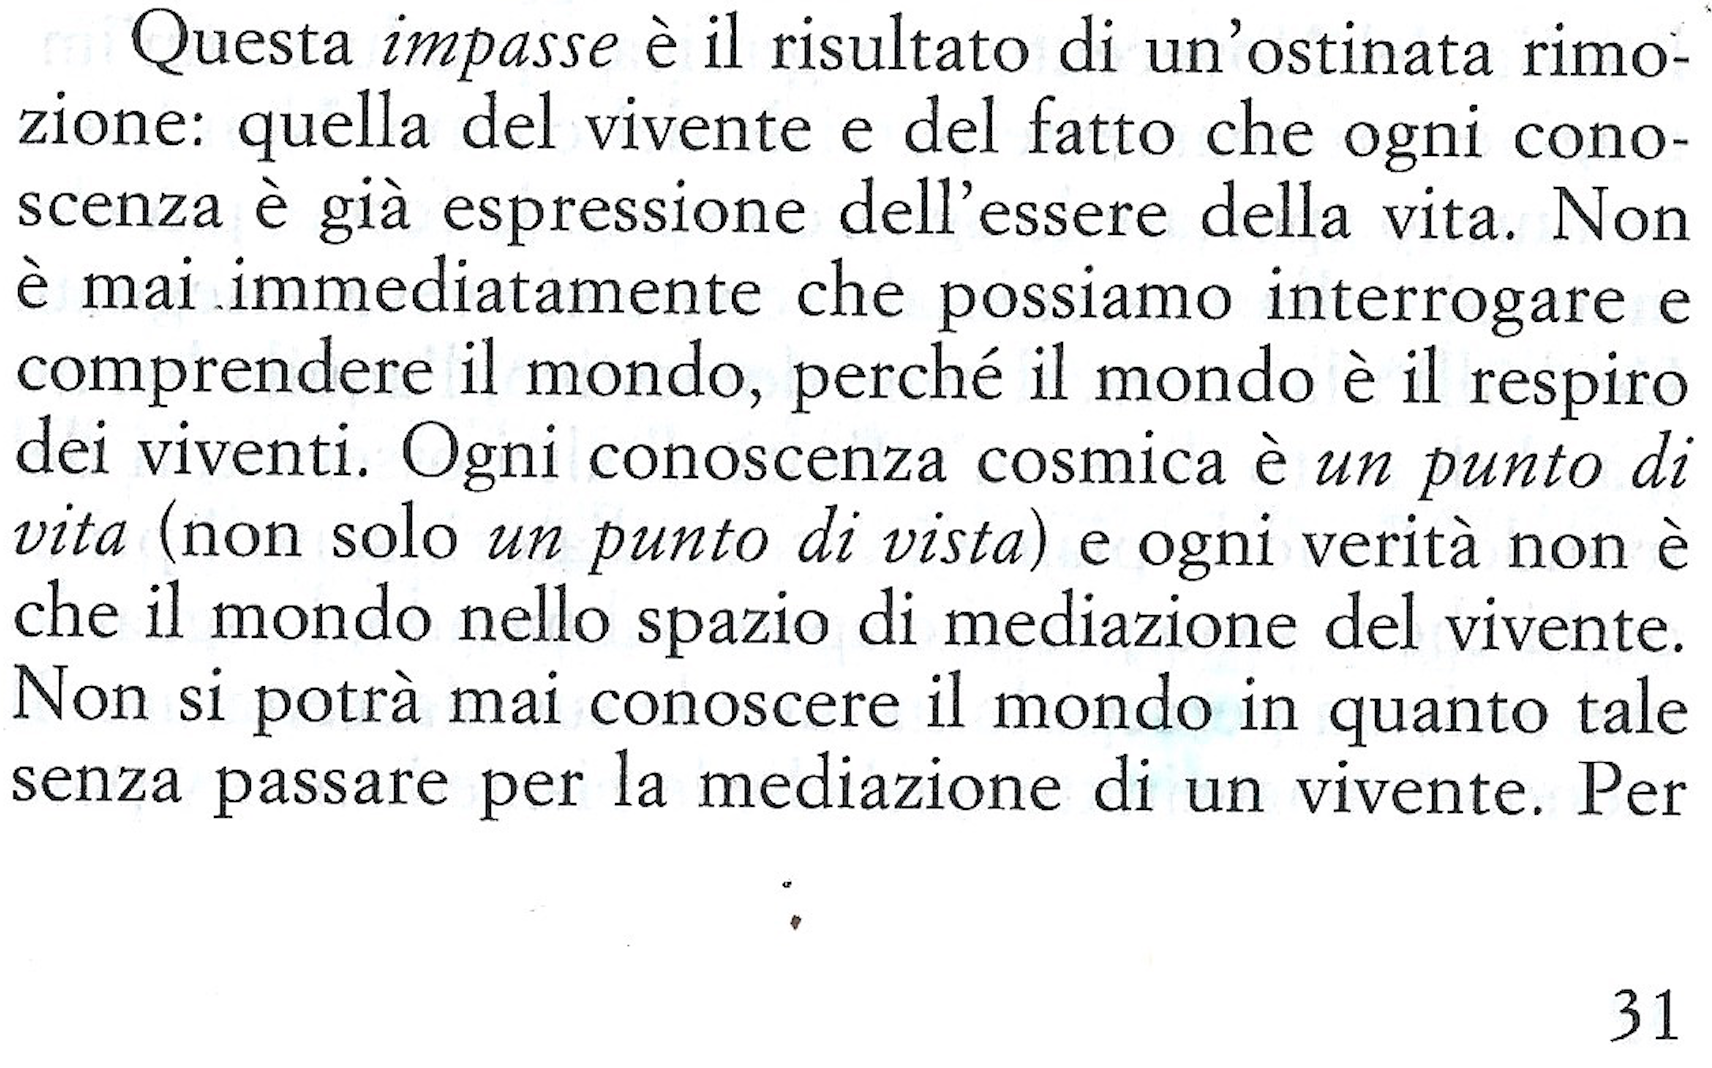 Questa impasse è il risultato di un'ostinata rimo-
zione: quella del vivente e del fatto che ogni cono-
scenza è già espressione dell'essere della vita. Non
è mai immediatamente che possiamo interrogare e
comprendere il mondo, perché il mondo è il respiro
dei viventi. Ogni conoscenza cosmica è un punto di
vita (non solo un punto di vista) e ogni verità non è
che il mondo nello spazio di mediazione del vivente.
Non si potrà mai conoscere il mondo in quanto tale
senza passare per la mediazione di un vivente. Per
31